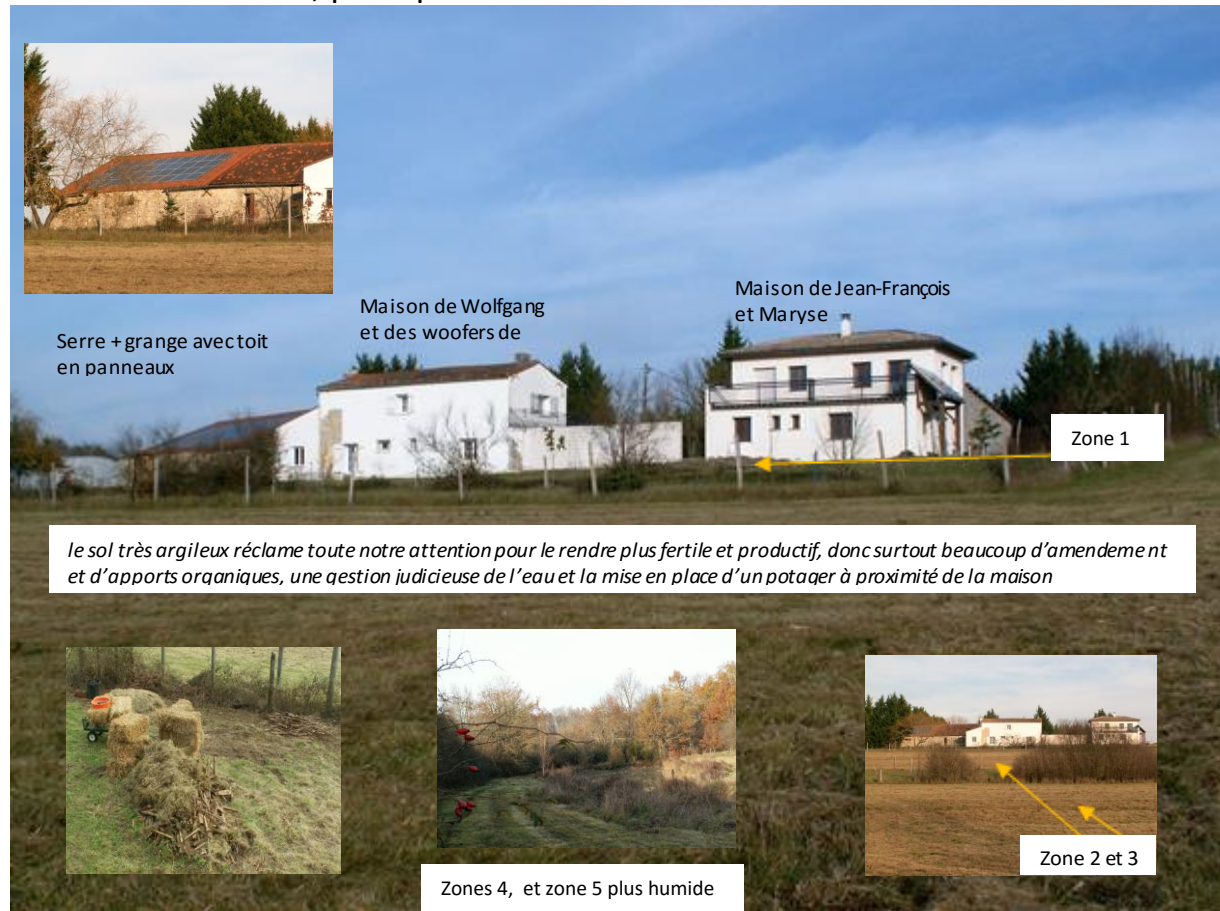 Maison de Wolfgang
et des woofers de
Maison de Jean-François
et Maryse
Serre + grange avec toit
en panneaux
Zone 1
le sol très argileux réclame toute notre attention pour le rendre plus fertile et productif, donc surtout beaucoup d'amendement
et d'apports organiques, une gestion judicieuse de l'eau et la mise en place d'un potager à proximité de la maison
Zone 2 et 3
Zones 4, et zone 5 plus humide